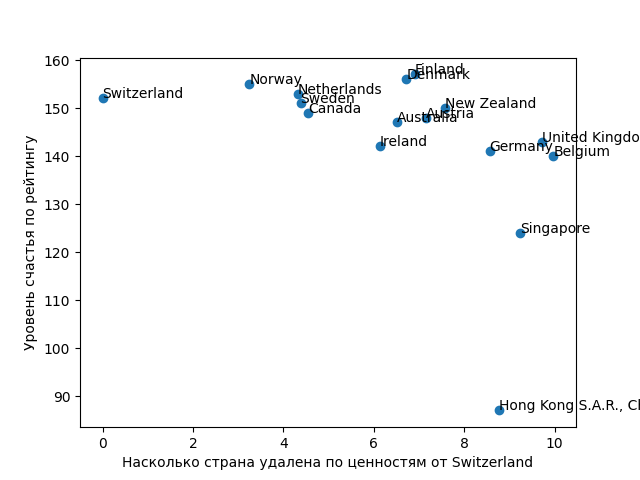 160
150
140
130
120
110
100
90
Уровень счастья по рейтингу
Finland
Denmark
Norway
Switzerland
Netherlands
Sweden
Canada
New Zealand
Austria
Australia
Ireland
Germany
United Kingdo
Belgium
Singapore
Hong Kong S.A.R., Cl
0
2
4
6
8
10
Насколько страна удалена по ценностям от Switzerland